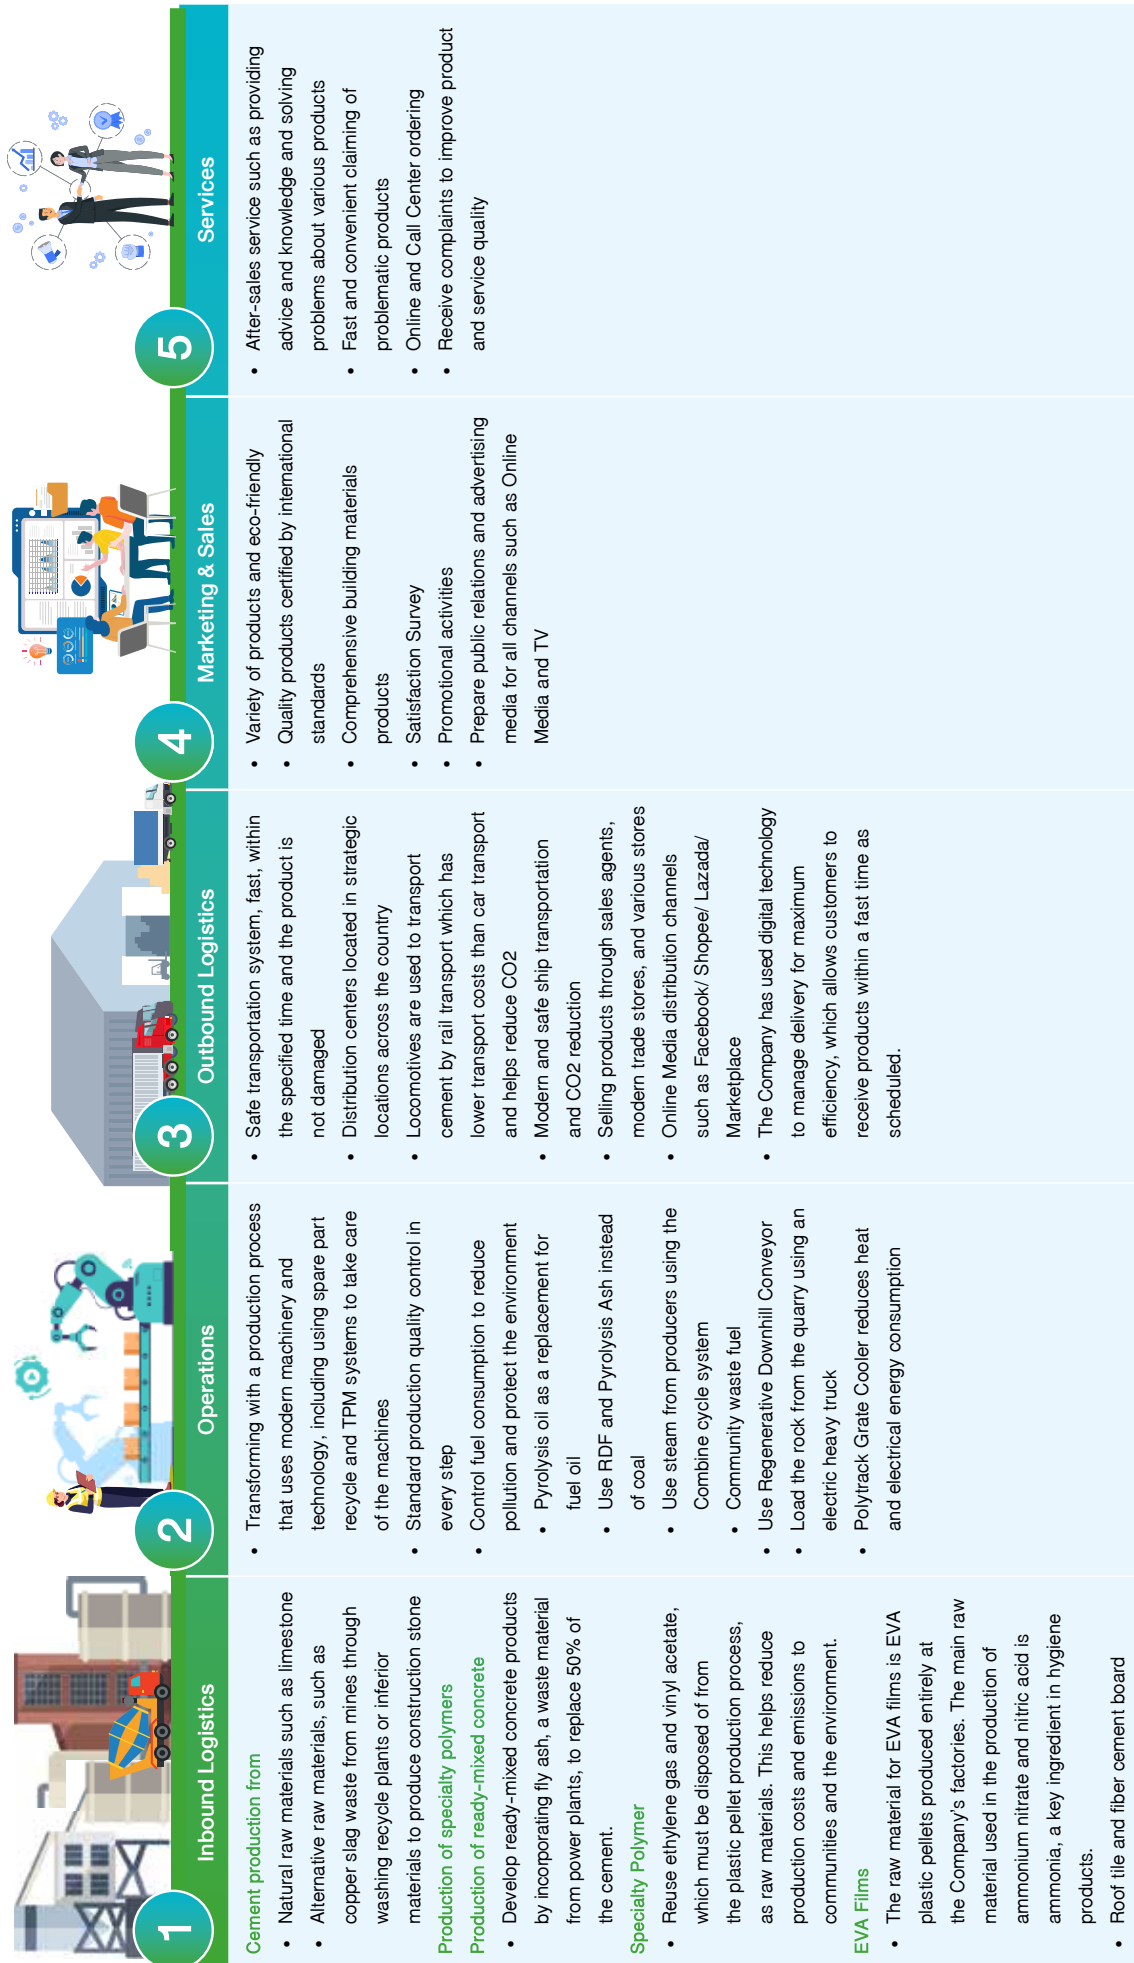 1
Inbound Logistics
Cement production from
• Natural raw materials such as limestone
• Alternative raw materials, such as
copper slag waste from mines through
washing recycle plants or inferior
materials to produce construction stone
Production of specialty polymers
Production of ready-mixed concrete
• Develop ready-mixed concrete products
by incorporating fly ash, a waste material
from power plants, to replace 50% of
the cement.
Specialty Polymer
• Reuse ethylene gas and vinyl acetate,
which must be disposed of from
the plastic pellet production process,
as raw materials. This helps reduce
production costs and emissions to
communities and the environment.
EVA Films
• The raw material for EVA films is EVA
plastic pellets produced entirely at
the Company's factories. The main raw
material used in the production of
ammonium nitrate and nitric acid is
ammonia, a key ingredient in hygiene
products.
• Roof tile and fiber cement board
2
Operations
• Transforming with a production process
that uses modern machinery and
technology, including using spare part
recycle and TPM systems to take care
of the machines
• Standard production quality control in
every step
• Control fuel consumption to reduce
pollution and protect the environment
• Pyrolysis oil as a replacement for
fuel oil
• Use RDF and Pyrolysis Ash instead
of coal
• Use steam from producers using the
Combine cycle system
• Community waste fuel
• Use Regenerative Downhill Conveyor
• Load the rock from the quarry using an
electric heavy truck
• Polytrack Grate Cooler reduces heat
and electrical energy consumption
3
Outbound Logistics
• Safe transportation system, fast, within
the specified time and the product is
not damaged
• Distribution centers located in strategic
locations across the country
• Locomotives are used to transport
cement by rail transport which has
lower transport costs than car transport
and helps reduce CO2
• Modern and safe ship transportation
and CO2 reduction
• Selling products through sales agents,
modern trade stores, and various stores
• Online Media distribution channels
such as Facebook/ Shopee/ Lazada/
Marketplace
• The Company has used digital technology
to manage delivery for maximum
efficiency, which allows customers to
receive products within a fast time as
scheduled.
4
Marketing & Sales
• Variety of products and eco-friendly
• Quality products certified by international
standards
• Comprehensive building materials
products
• Satisfaction Survey
• Promotional activities
• Prepare public relations and advertising
media for all channels such as Online
Media and TV
5
Services
• After-sales service such as providing
advice and knowledge and solving
problems about various products
• Fast and convenient claiming of
problematic products
• Online and Call Center ordering
• Receive complaints to improve product
and service quality